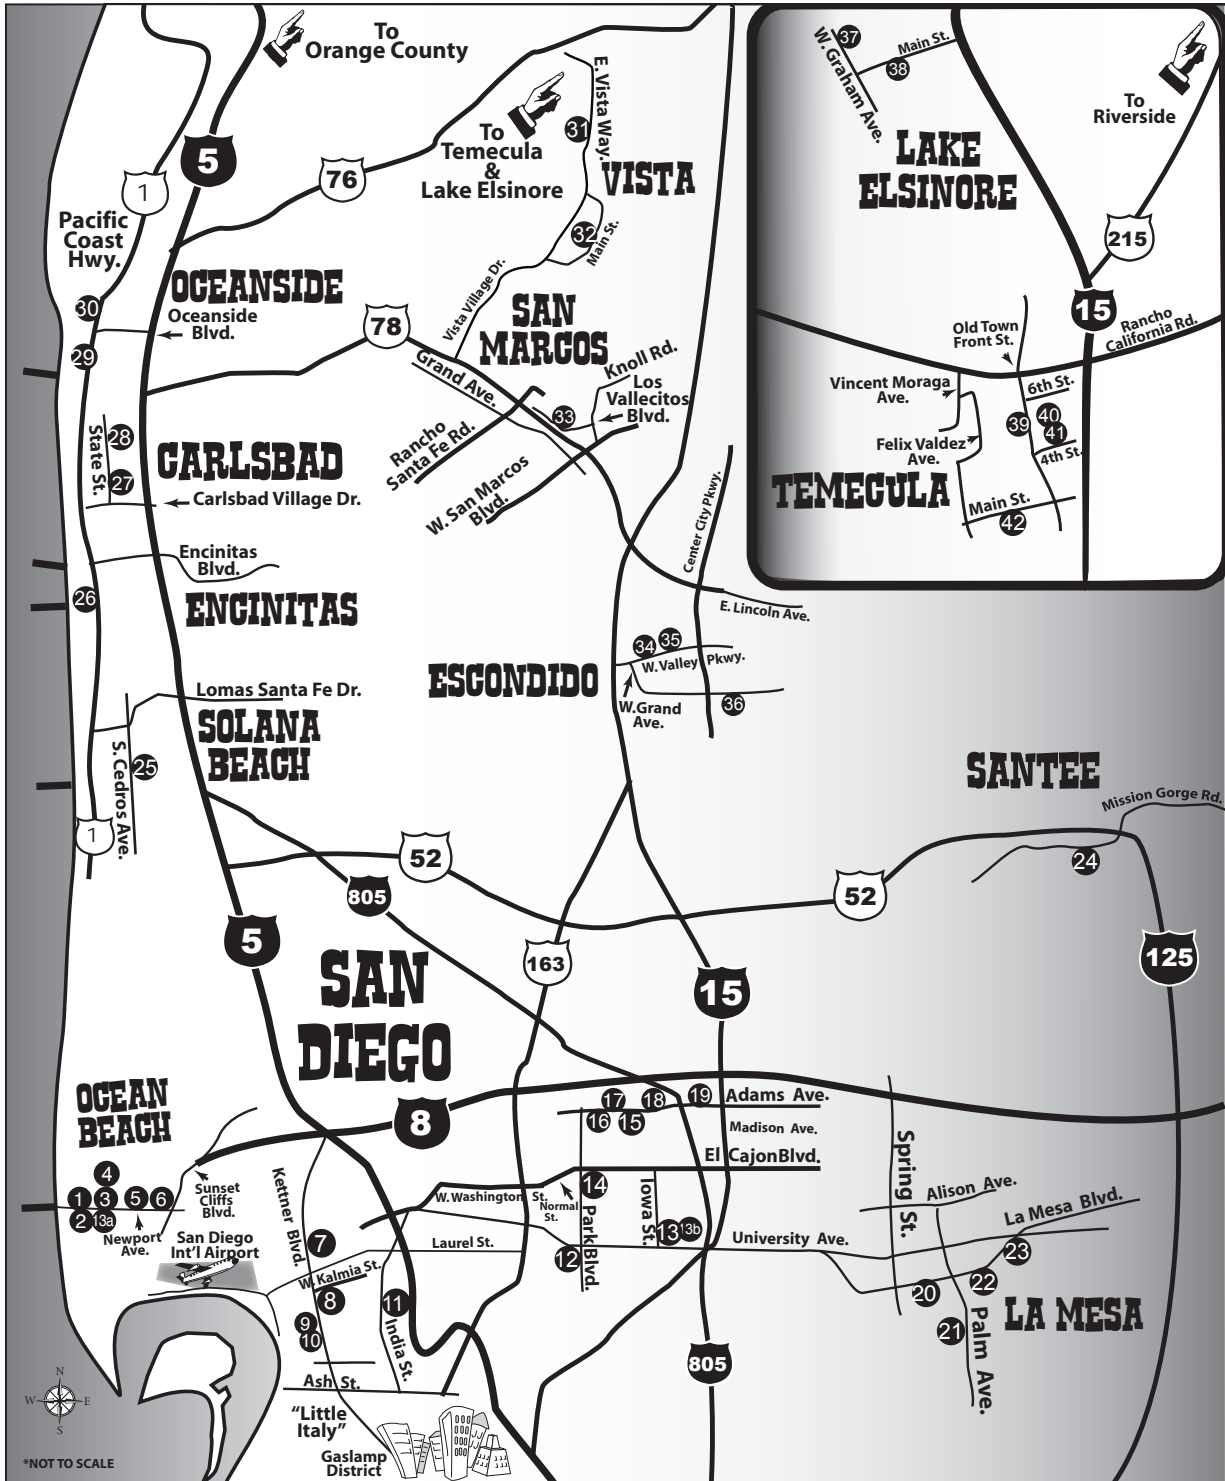 To
Orange County
5
76
1
Pacific
Coast
Hwy.
To
Temecula
&
Lake Elsinore
E. Vista Way.
31
VISTA
32
Main St.
Vista Village Dr.
30
OCEANSIDE
Oceanside
Blvd.
29
78
SAN
MARCOS
Grand Ave.
Knoll Rd.
Los
Vallecitos
Blvd.
33
Rancho
Santa Fe Rd.
W. San Marcos
Blvd.
State St.
28
27
CARLSBAD
Carlsbad Village Dr.
Center City Pkwy.
Encinitas
Blvd.
26
ENCINITAS
E. Lincoln Ave.
34
35
W. Valley Pkwy.
ESCONDIDO
W.Grand
Ave.
36
Lomas Santa Fe Dr.
SOLANA
BEACH
S. Cedros Ave.
25
1
37
W. Graham Ave.
Main St.
38
LAKE
ELSINORE
To
Riverside
215
15
Rancho
California Rd.
Old Town
Front St.
Vincent Moraga
Ave.
6th St.
39
40
41
4th St.
Felix Valdez
Ave.
TEMECULA
Main St.
42
SANTEE
Mission Gorge Rd.
24
52
805
52
5
163
15
125
SAN
DIEGO
OCEAN
BEACH
8
17
18
19
Adams Ave.
16
15
Madison Ave.
El CajonBlvd.
4
1
3
5
6
2
13a
Newport
Ave.
Sunset
Cliffs
Blvd.
San Diego
Int'l Airport
Kettner Blvd.
W. Washington St.
Normal
St.
14
Park Blvd.
Iowa St.
13
13b
12
University Ave.
7
Laurel St.
W. Kalmia St.
8
9
10
11
India St.
Ash St.
"Little
Italy"
Gaslamp
District
805
Spring St.
Alison Ave.
La Mesa Blvd.
23
22
20
21
Palm Ave.
LA MESA
N
W
E
S
*NOT TO SCALE